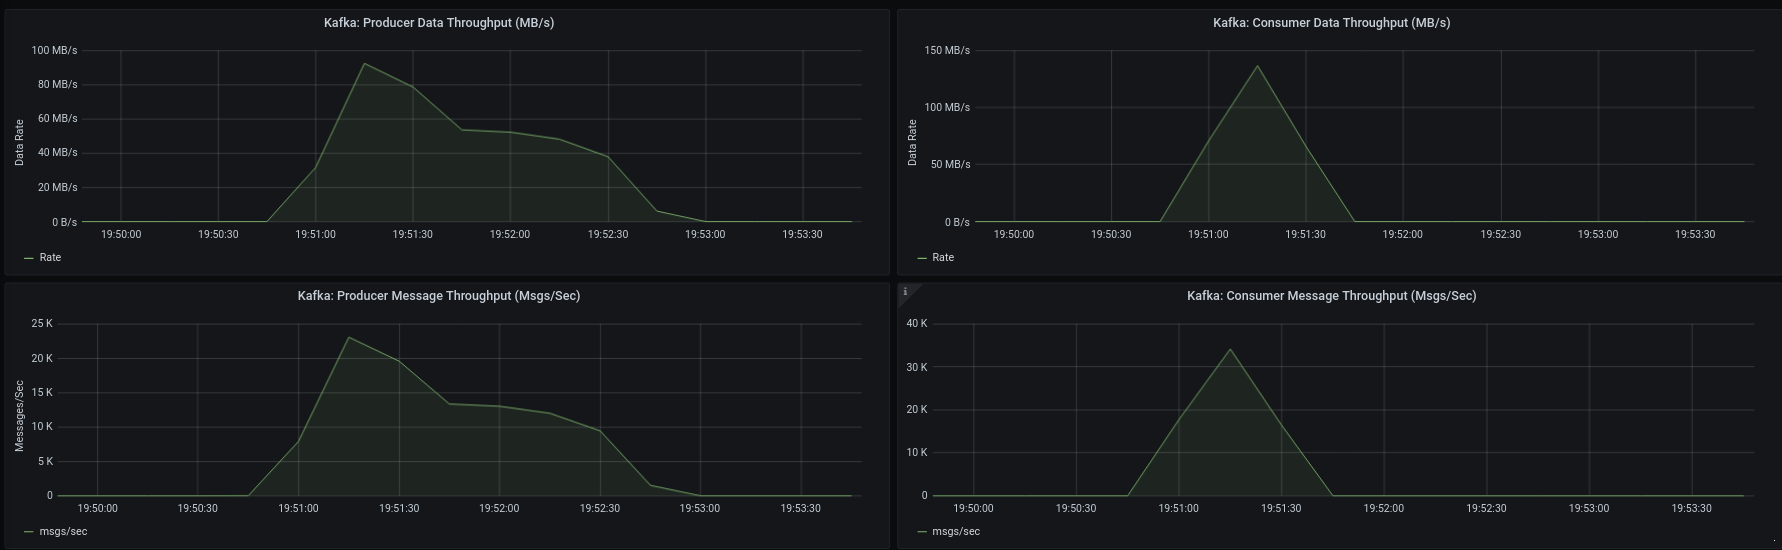 Kafka: Producer Data Throughput (MB/s)
100 MB/s
80 MB/s
60 MB/s
40 MB/s
20 MB/s
0 B/s
Data Rate
19:50:00 19:50:30 19:51:00 19:51:30 19:52:00 19:52:30 19:53:00 19:53:30
Rate
Kafka: Consumer Data Throughput (MB/s)
150 MB/s
100 MB/s
50 MB/s
0 B/s
Data Rate
19:50:00 19:50:30 19:51:00 19:51:30 19:52:00 19:52:30 19:53:00 19:53:30
Rate
Kafka: Producer Message Throughput (Msgs/Sec)
25 K
20 K
15 K
10 K
5 K
0
Messages/Sec
19:50:00 19:50:30 19:51:00 19:51:30 19:52:00 19:52:30 19:53:00 19:53:30
msgs/sec
i
Kafka: Consumer Message Throughput (Msgs/Sec)
40 K
30 K
20 K
10 K
0
19:50:00 19:50:30 19:51:00 19:51:30 19:52:00 19:52:30 19:53:00 19:53:30
msgs/sec